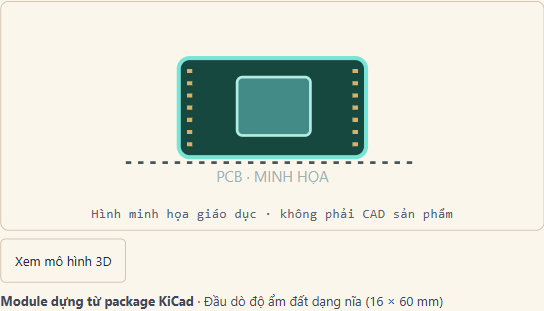 PCB · MINH HỌA
Hình minh họa giáo dục · không phải CAD sản phẩm
Xem mô hình 3D
Module dựng từ package KiCad · Đầu dò độ ẩm đất dạng nĩa (16 × 60 mm)